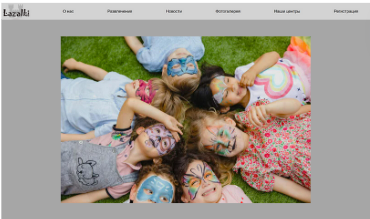 Lazalki
О нас
Развлечения
Новости
Фотогалерея
Наши центры
Регистрация